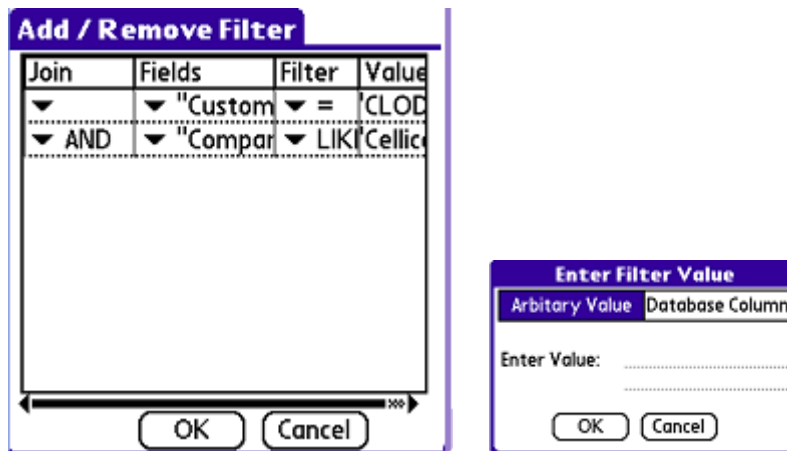 Add / Remove Filter
Join Fields Filter Value
"Custom = 'CLOD
AND "Compar LIKI 'Cellic
OK Cancel
Enter Filter Value
Arbitary Value Database Column
Enter Value:
OK Cancel